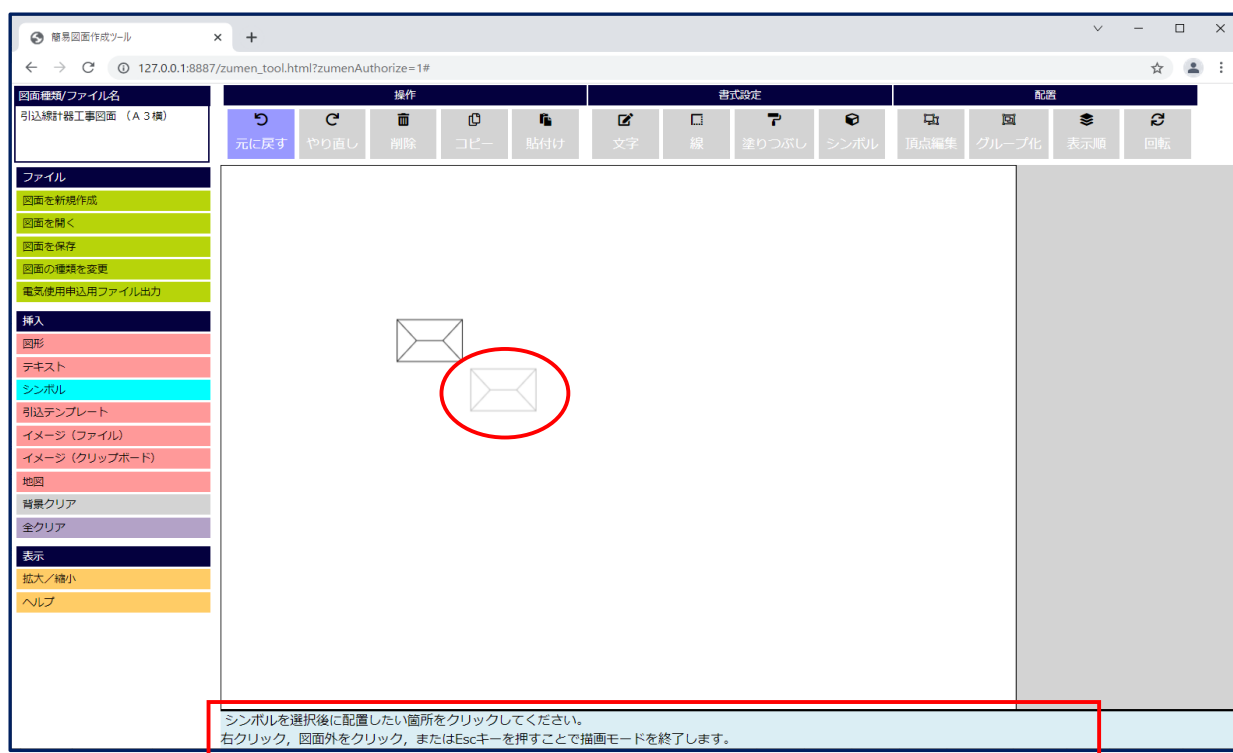 簡易図面作成ツール
127.0.0.1:8887/zumen_tool.html?zumenAuthorize=1#
図面種類/ファイル名
引込線計器工事図面 （A３横）
操作
書式設定
配置
元に戻す
やり直し
削除
コピー
貼付け
文字
線
塗りつぶし
シンボル
頂点編集
グループ化
表示順
回転
ファイル
図面を新規作成
図面を開く
図面を保存
図面の種類を変更
電気使用申込用ファイル出力
挿入
図形
テキスト
シンボル
引込テンプレート
イメージ（ファイル）
イメージ（クリップボード）
地図
背景クリア
全クリア
表示
拡大／縮小
ヘルプ
シンボルを選択後に配置したい箇所をクリックしてください。
右クリック，図面外をクリック，またはEscキーを押すことで描画モードを終了します。